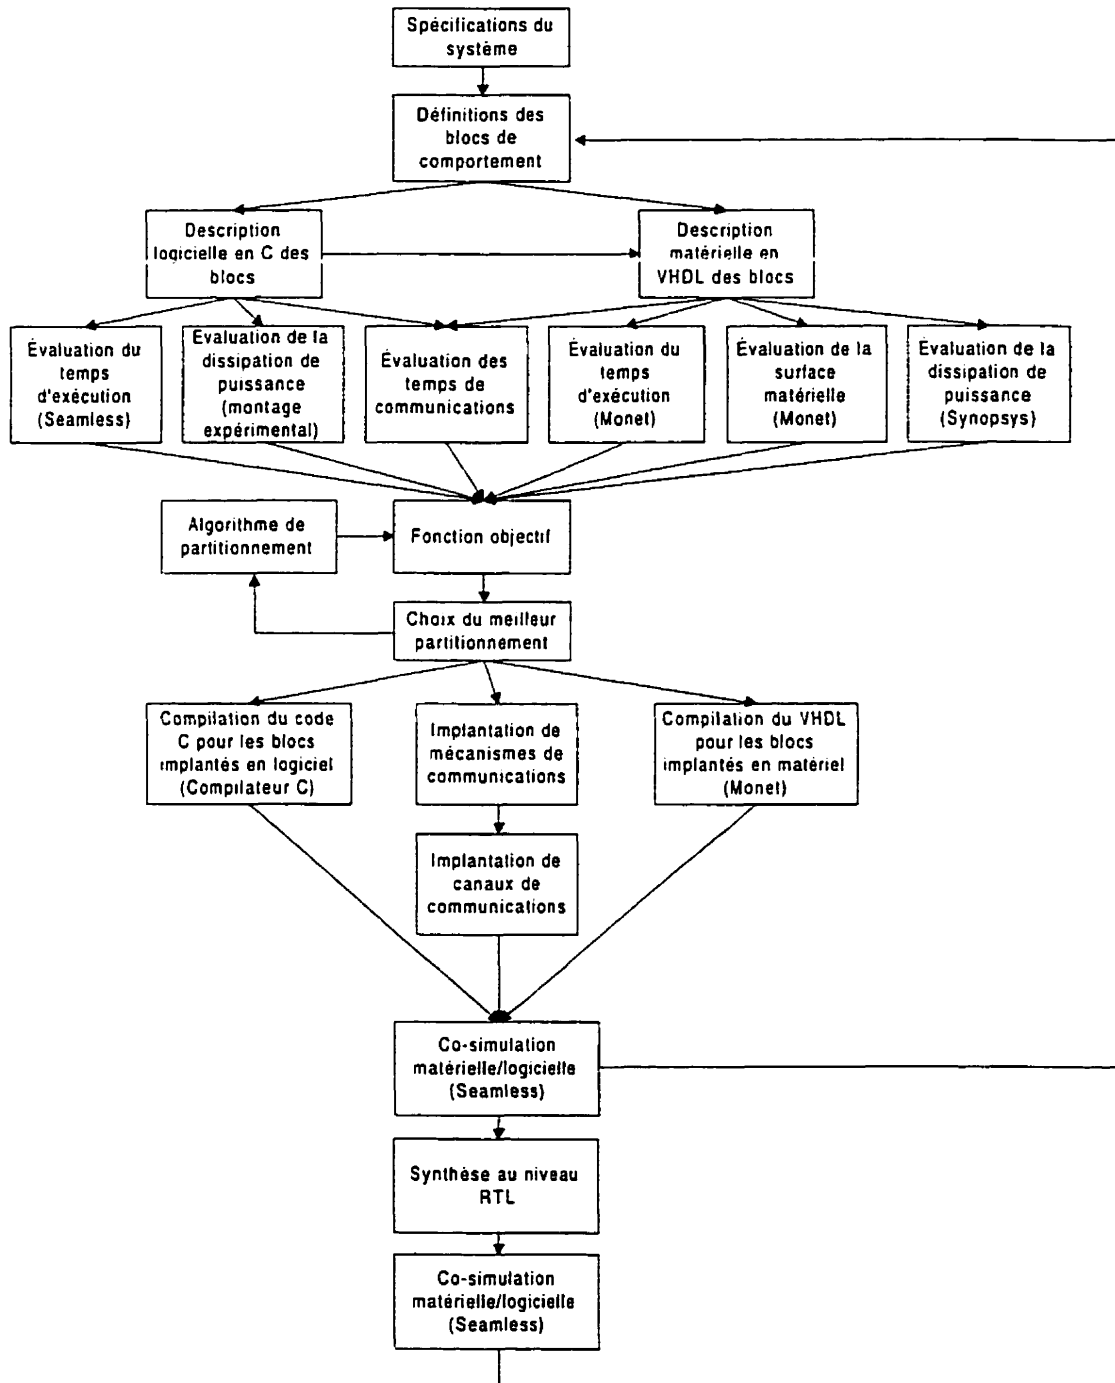 Spécifications du
système
Définitions des
blocs de
comportement
Description
logicielle en C des
blocs
Description
matérielle en
VHDL des blocs
Évaluation du
temps
d'exécution
(Seamless)
Evaluation de la
dissipation de
puissance
(montage
expérimental)
Évaluation des
temps de
communications
Évaluation du
temps
d'exécution
(Monet)
Évaluation de la
surface
matérielle
(Monet)
Évaluation de la
dissipation de
puissance
(Synopsys)
Algorithme de
partitionnement
Fonction objectif
Choix du meilleur
partitionnement
Compilation du code
C pour les blocs
implantés en logiciel
(Compilateur C)
Implantation de
mécanismes de
communications
Compilation du VHDL
pour les blocs
implantés en matériel
(Monet)
Implantation de
canaux de
communications
Co-simulation
matérielle/logicielle
(Seamless)
Synthèse au niveau
RTL
Co-simulation
matérielle/logicielle
(Seamless)